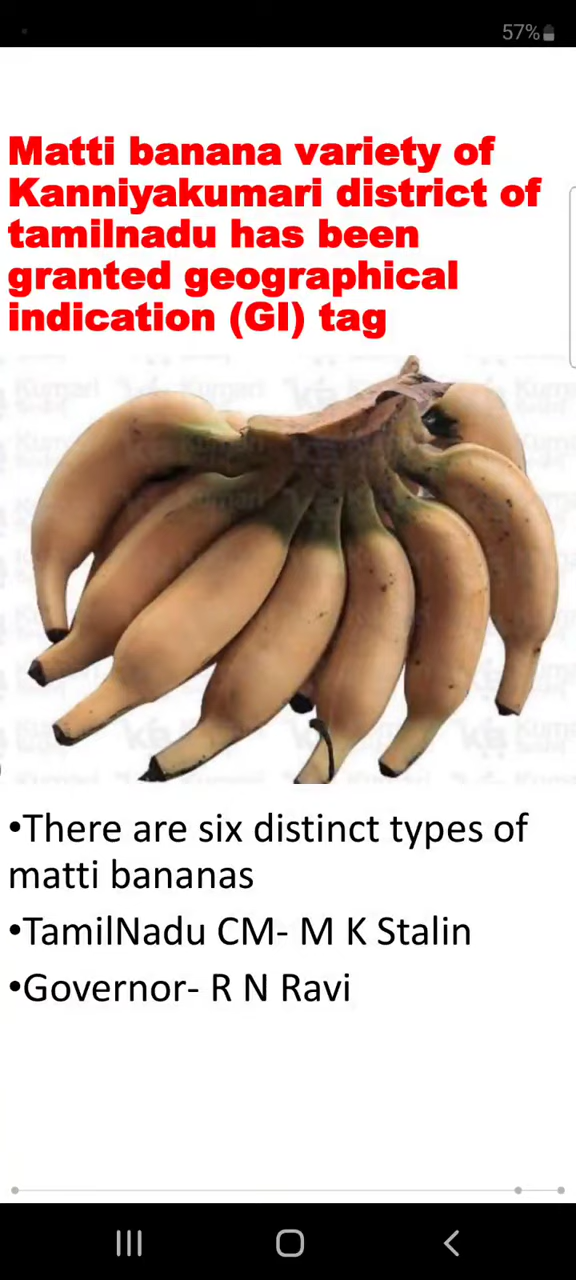 57%
Matti banana variety of
Kanniyakumari district of
tamilnadu has been
granted geographical
indication (GI) tag
•There are six distinct types of
matti bananas
•TamilNadu CM- M K Stalin
•Governor- R N Ravi